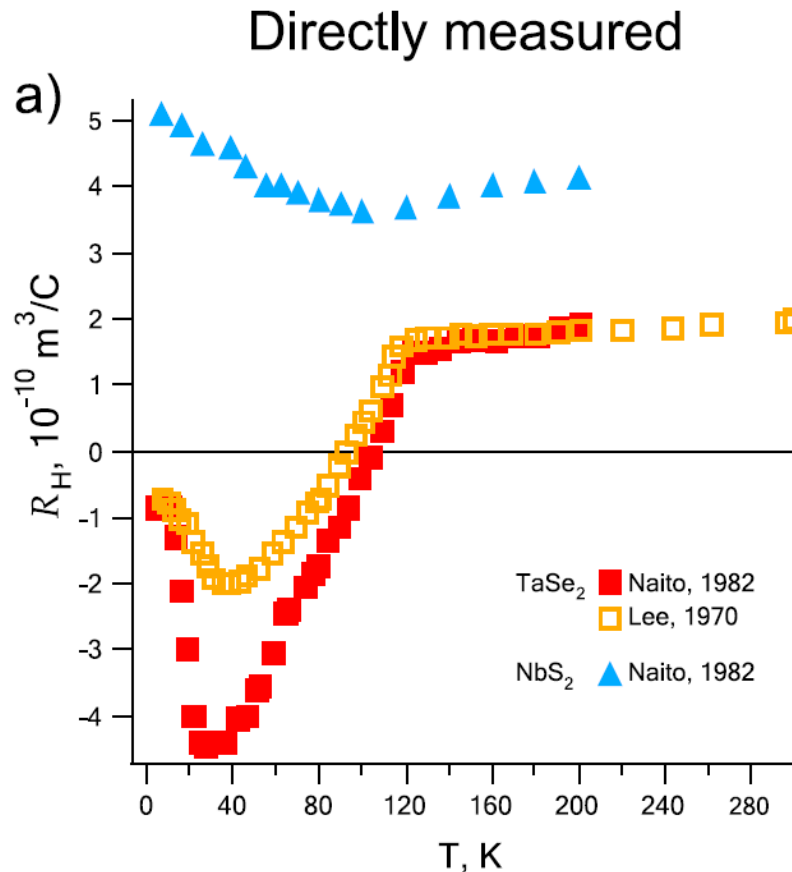 Directly measured
a)
R_H, 10⁻¹⁰ m³/C
5
4
3
2
1
0
-1
-2
-3
-4
TaSe₂ Naito, 1982
Lee, 1970
NbS₂ Naito, 1982
0 40 80 120 160 200 240 280
T, K